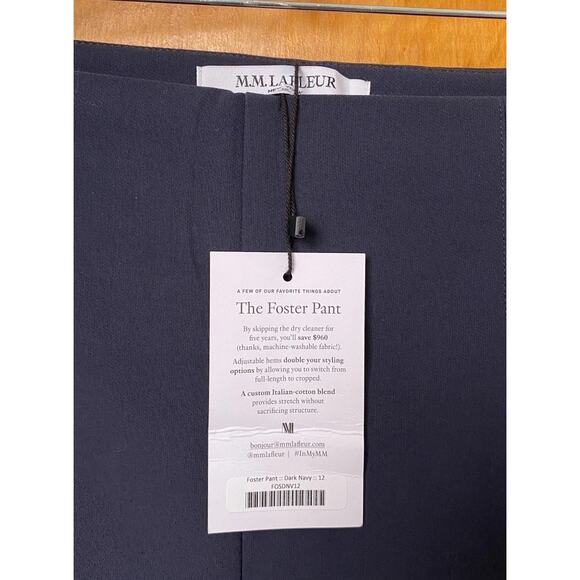 M.M.LAFLEUR
A FEW OF OUR FAVORITE THINGS ABOUT
The Foster Pant
By skipping the dry cleaner for
five years, you'll save $960
(thanks, machine-washable fabric!).
Adjustable hems double your styling
options by allowing you to switch from
full-length to cropped.
A custom Italian-cotton blend
provides stretch without
sacrificing structure.
bonjour@mmlafleur.com
@mmlafleur | #InMyMM
Foster Pant :: Dark Navy :: 12
FOSDNV12